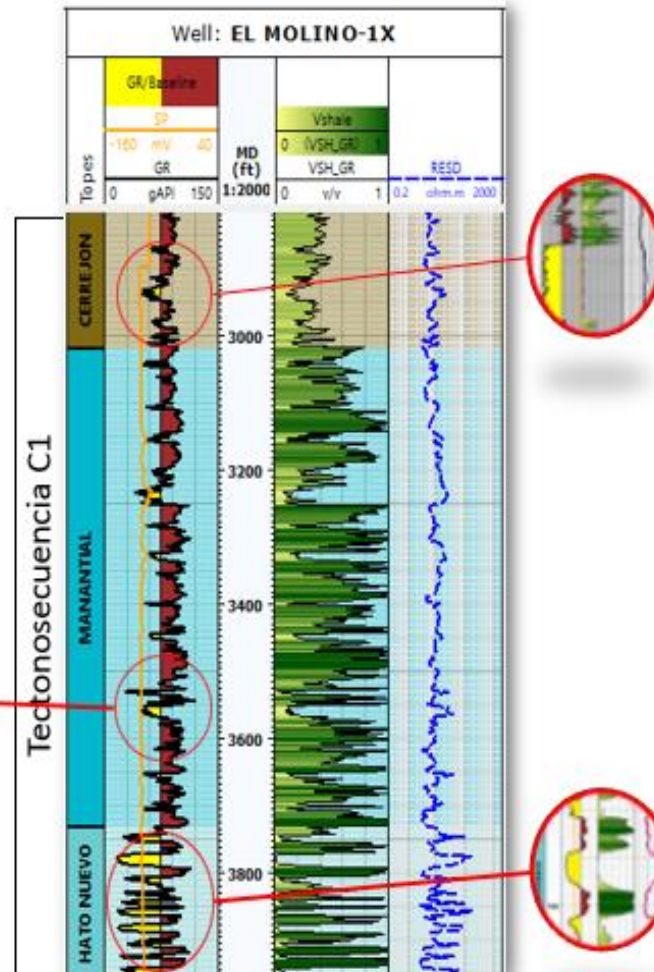 Well: EL MOLINO-1X
Topes
GR/Baseline
SP
-160 mV 40
GR
0 gAPI 150
MD
(ft)
1:2000
Vshale
0 (VSH_GR) 1
VSH_GR
0 v/v 1
RESD
0.2 ohm.m 2000
Tectonosecuencia C1
CERREJON
MANANTIAL
HATO NUEVO
3000
3200
3400
3600
3800